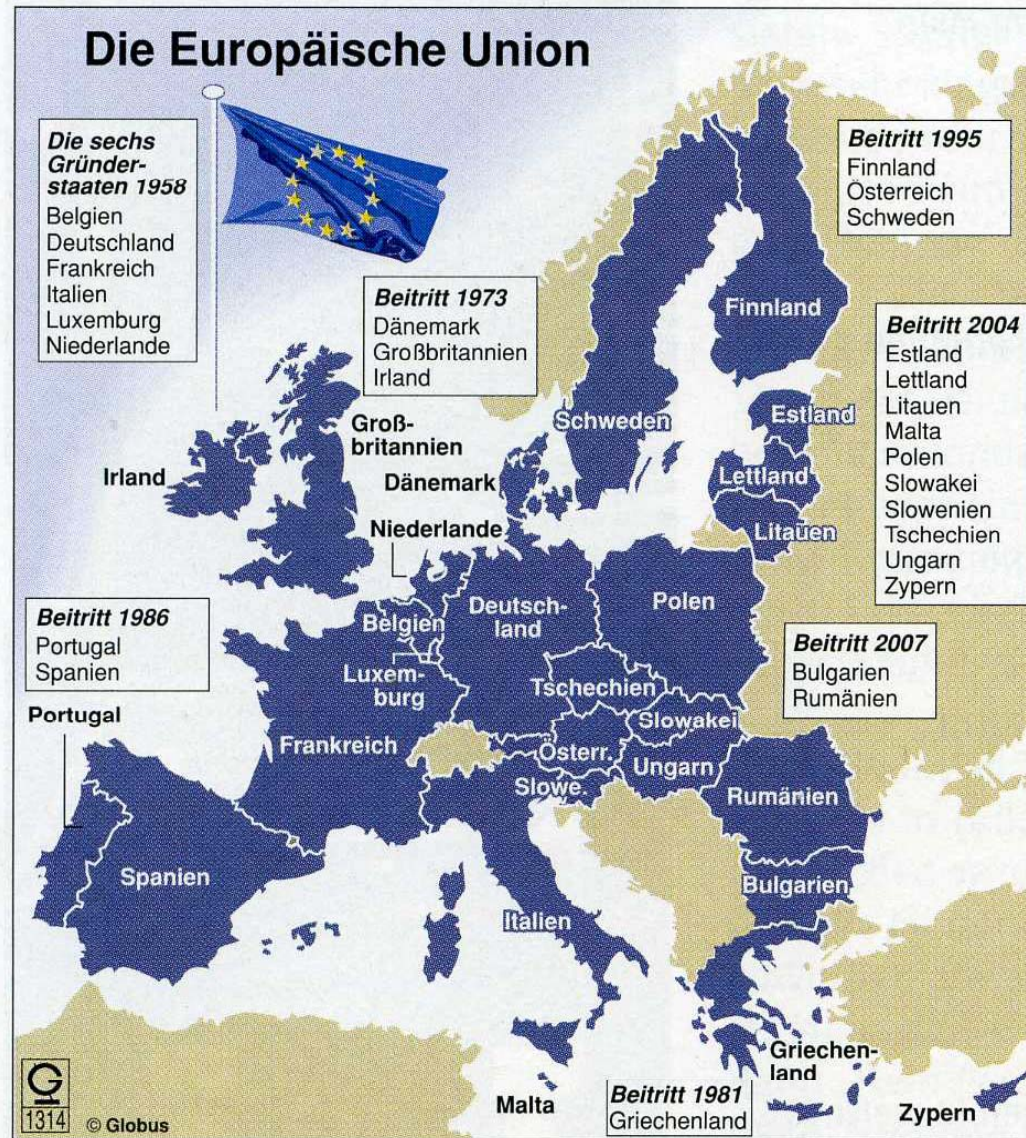 Die Europäische Union
Die sechs
Gründer-
staaten 1958
Belgien
Deutschland
Frankreich
Italien
Luxemburg
Niederlande
Beitritt 1973
Dänemark
Großbritannien
Irland
Beitritt 1995
Finnland
Österreich
Schweden
Beitritt 2004
Estland
Lettland
Litauen
Malta
Polen
Slowakei
Slowenien
Tschechien
Ungarn
Zypern
Beitritt 1986
Portugal
Spanien
Beitritt 2007
Bulgarien
Rumänien
Finnland
Schweden
Estland
Lettland
Litauen
Irland
Groß-
britannien
Dänemark
Niederlande
Belgien
Deutsch-
land
Polen
Luxem-
burg
Tschechien
Slowakei
Portugal
Frankreich
Österr.
Ungarn
Slowe.
Rumänien
Spanien
Bulgarien
Italien
Griechen-
land
Malta
Beitritt 1981
Griechenland
Zypern
G
1314
© Globus